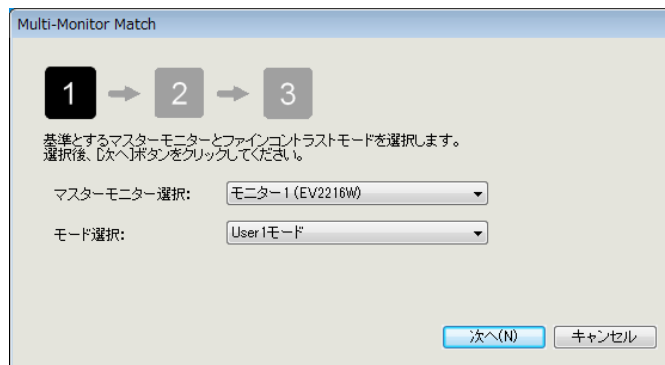 Multi-Monitor Match
1 → 2 → 3
基準とするマスターモニターとファインコントラストモードを選択します。
選択後、[次へ]ボタンをクリックしてください。
マスターモニター選択: モニター1(EV2216W)
モード選択: User1モード
次へ(N) キャンセル